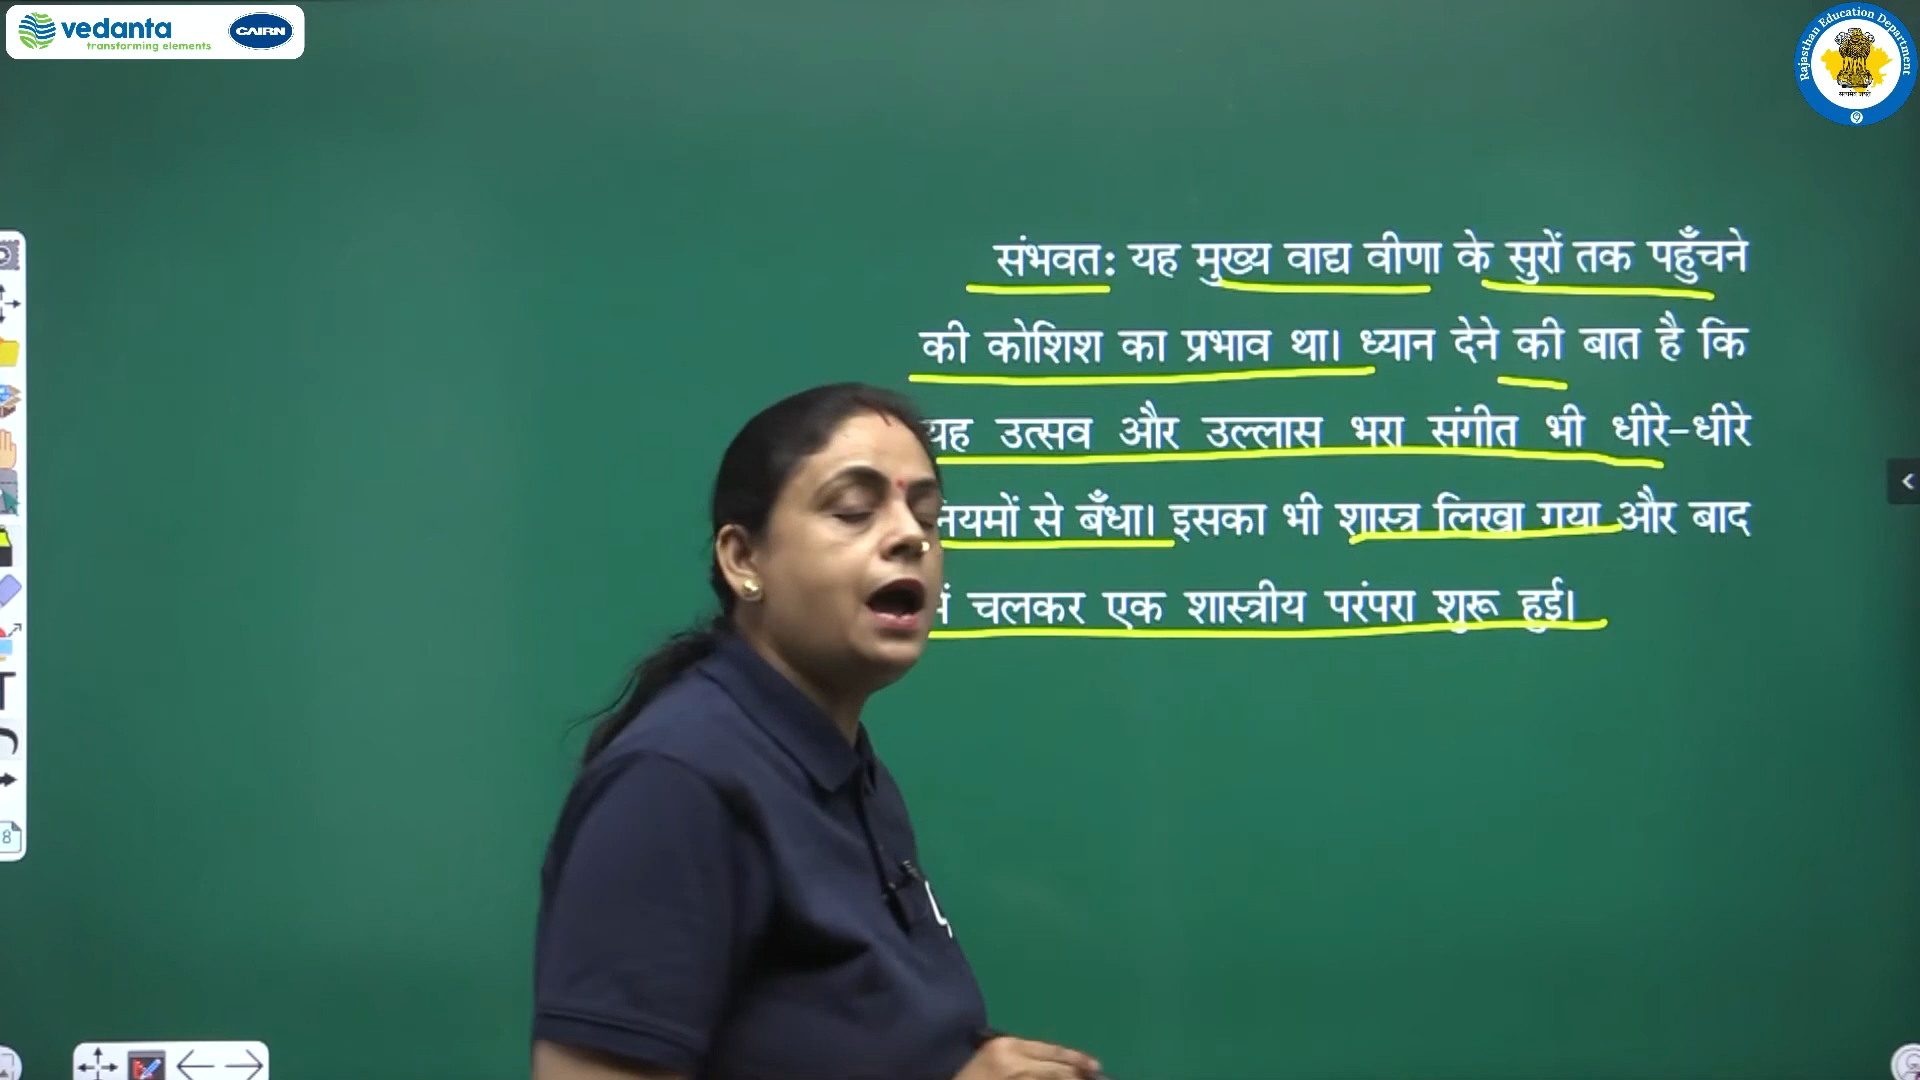 vedanta
transforming elements
CAIRN
Rajasthan Education Department
संभवतः यह मुख्य वाद्य वीणा के सुरों तक पहुँचने
की कोशिश का प्रभाव था। ध्यान देने की बात है कि
यह उत्सव और उल्लास भरा संगीत भी धीरे-धीरे
से बँधा। इसका भी शास्त्र लिखा गया और बाद
चलकर एक शास्त्रीय परंपरा शुरू हुई।
T
8